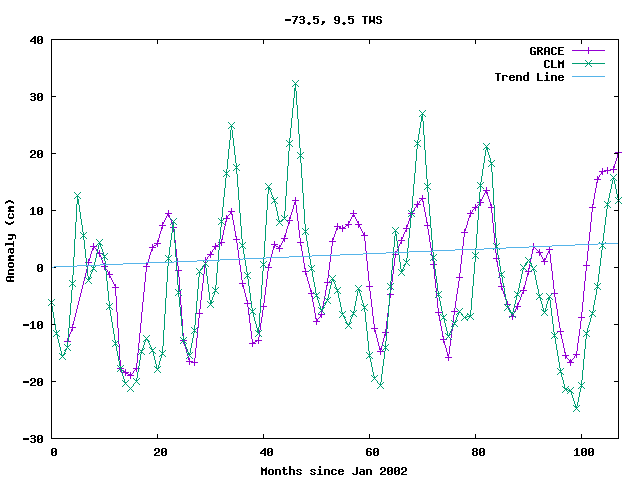 -73.5, 9.5 TWS
40
30
20
10
0
-10
-20
-30
Anomaly (cm)
GRACE
CLM
Trend Line
0 20 40 60 80 100
Months since Jan 2002